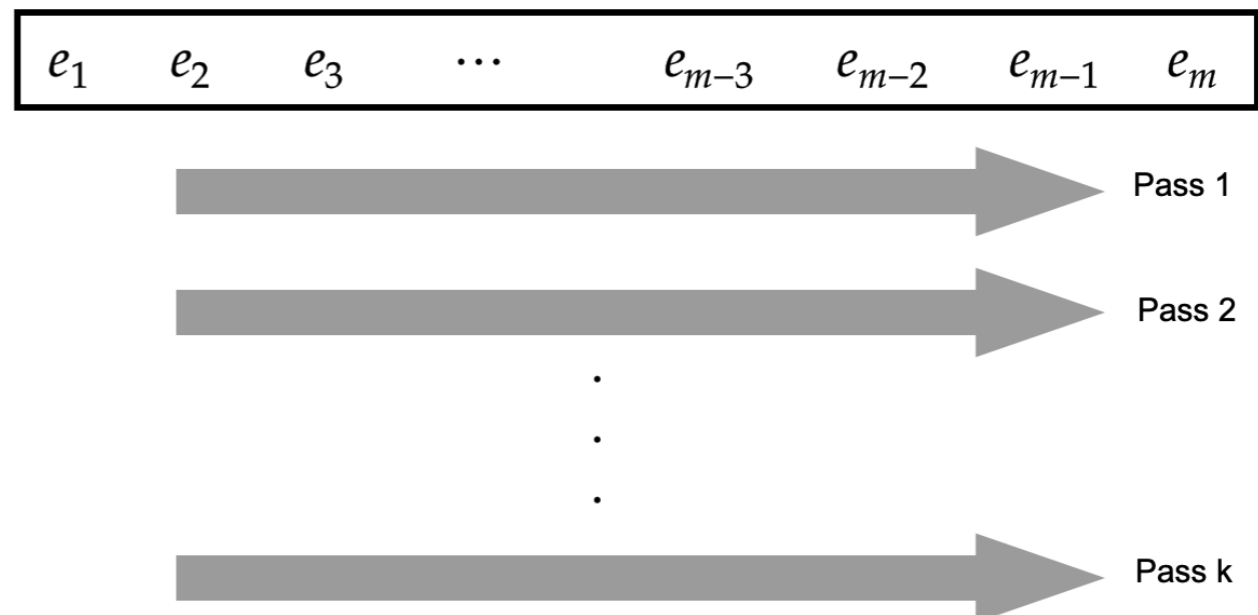 e₁ e₂ e₃ ⋯ eₘ₋₃ eₘ₋₂ eₘ₋₁ eₘ
Pass 1
Pass 2
.
.
.
Pass k